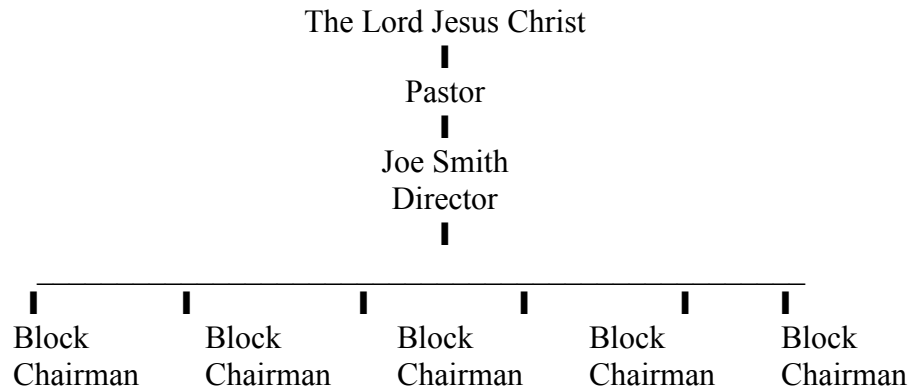 The Lord Jesus Christ
Pastor
Joe Smith
Director
Block Block Block Block Block
Chairman Chairman Chairman Chairman Chairman